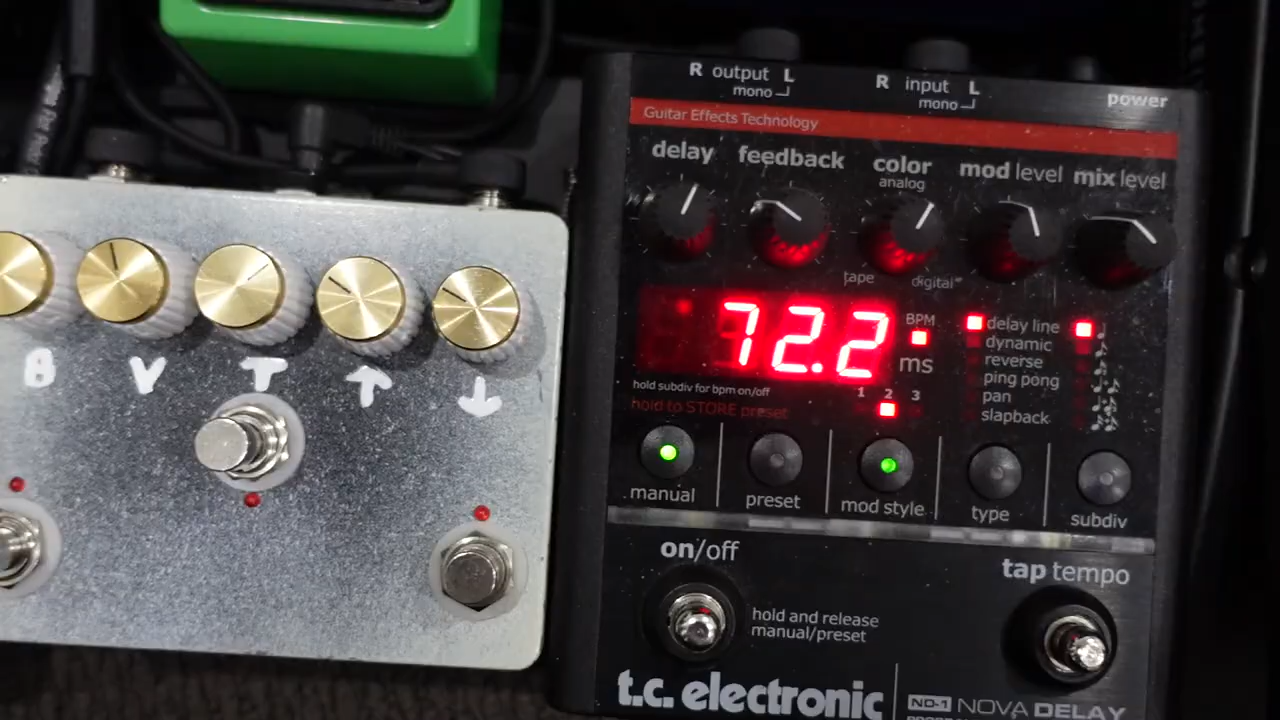 R output L
mono
R input L
mono
power
Guitar Effects Technology
delay feedback color mod level mix level
analog
tape digital
72.2
BPM
ms
delay line
dynamic
reverse
ping pong
pan
slapback
hold subdiv for bpm on/off
hold to STORE preset
1 2 3
manual preset mod style type subdiv
on/off
hold and release
manual/preset
tap tempo
t.c. electronic
ND-1 NOVA DELAY
B V T ↑ ↓